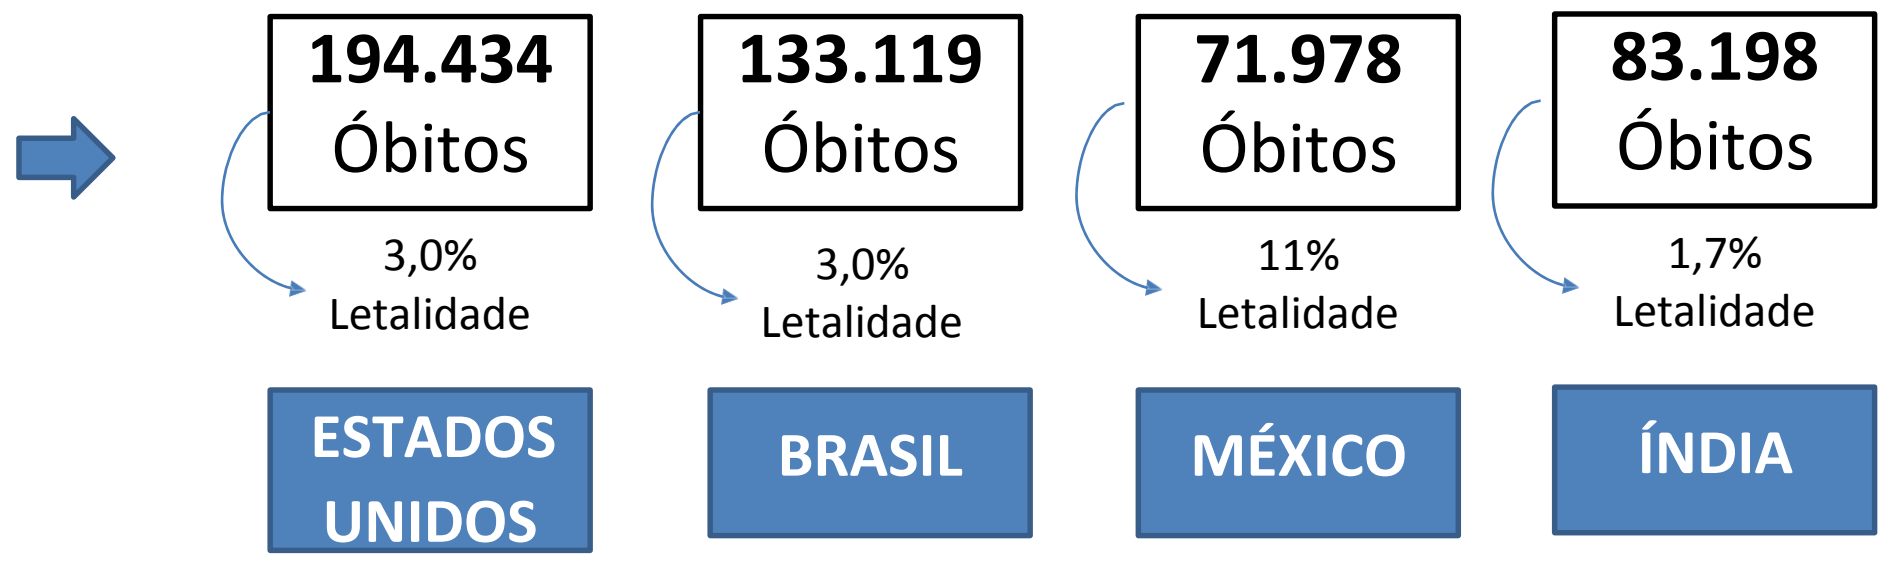 194.434
Óbitos
3,0%
Letalidade
ESTADOS
UNIDOS
133.119
Óbitos
3,0%
Letalidade
BRASIL
71.978
Óbitos
11%
Letalidade
MÉXICO
83.198
Óbitos
1,7%
Letalidade
ÍNDIA